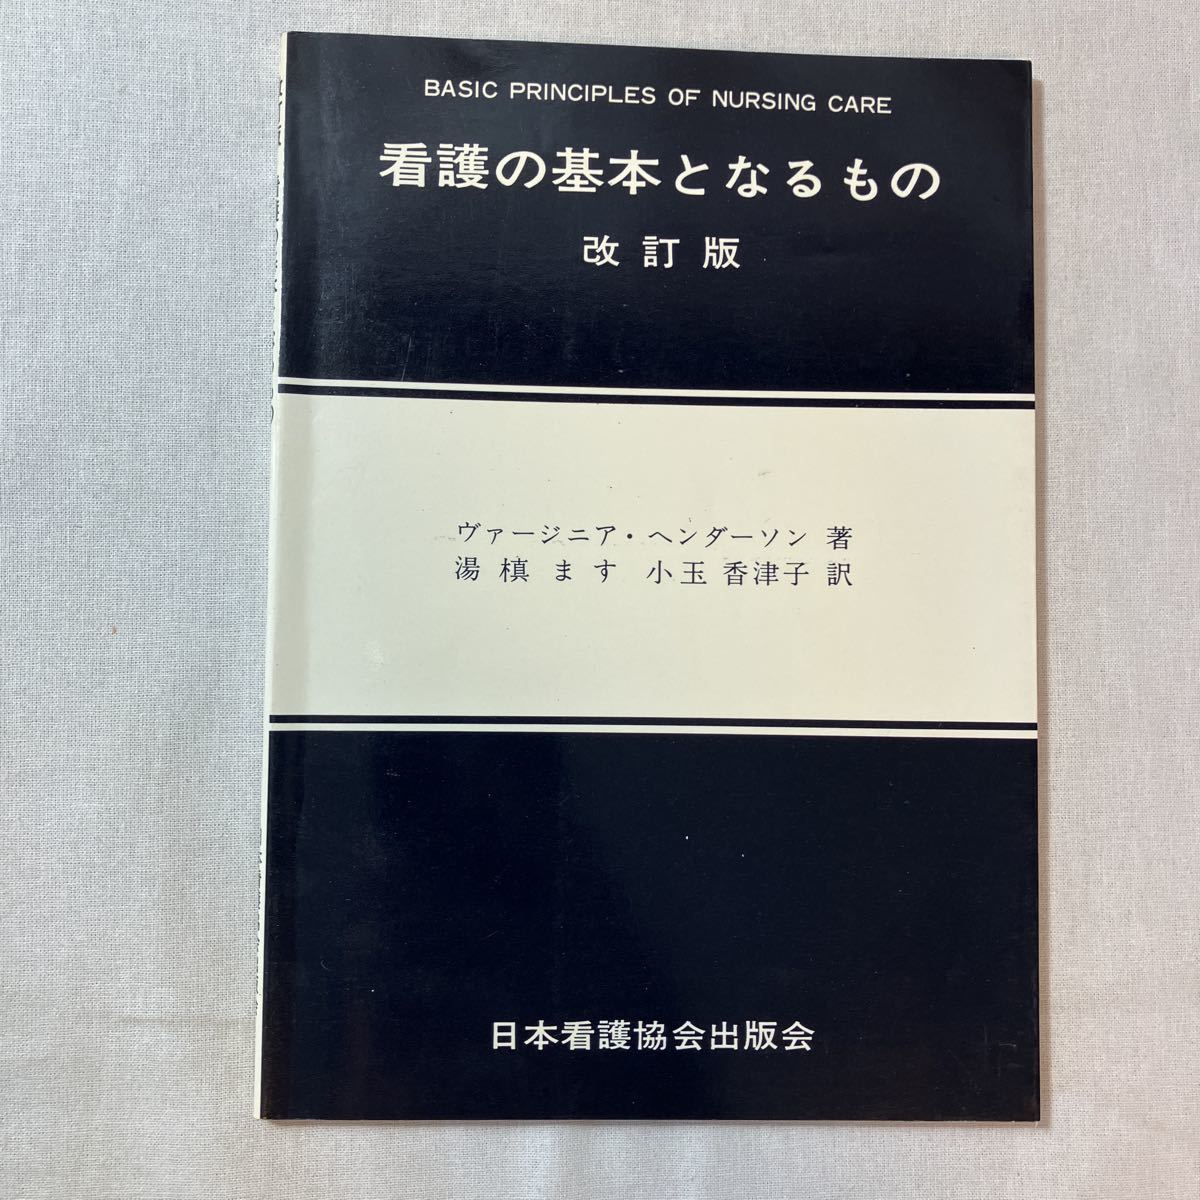 BASIC PRINCIPLES OF NURSING CARE
看護の基本となるもの
改訂版
ヴァージニア・ヘンダーソン 著
湯槙 ます 小玉 香津子 訳
日本看護協会出版会